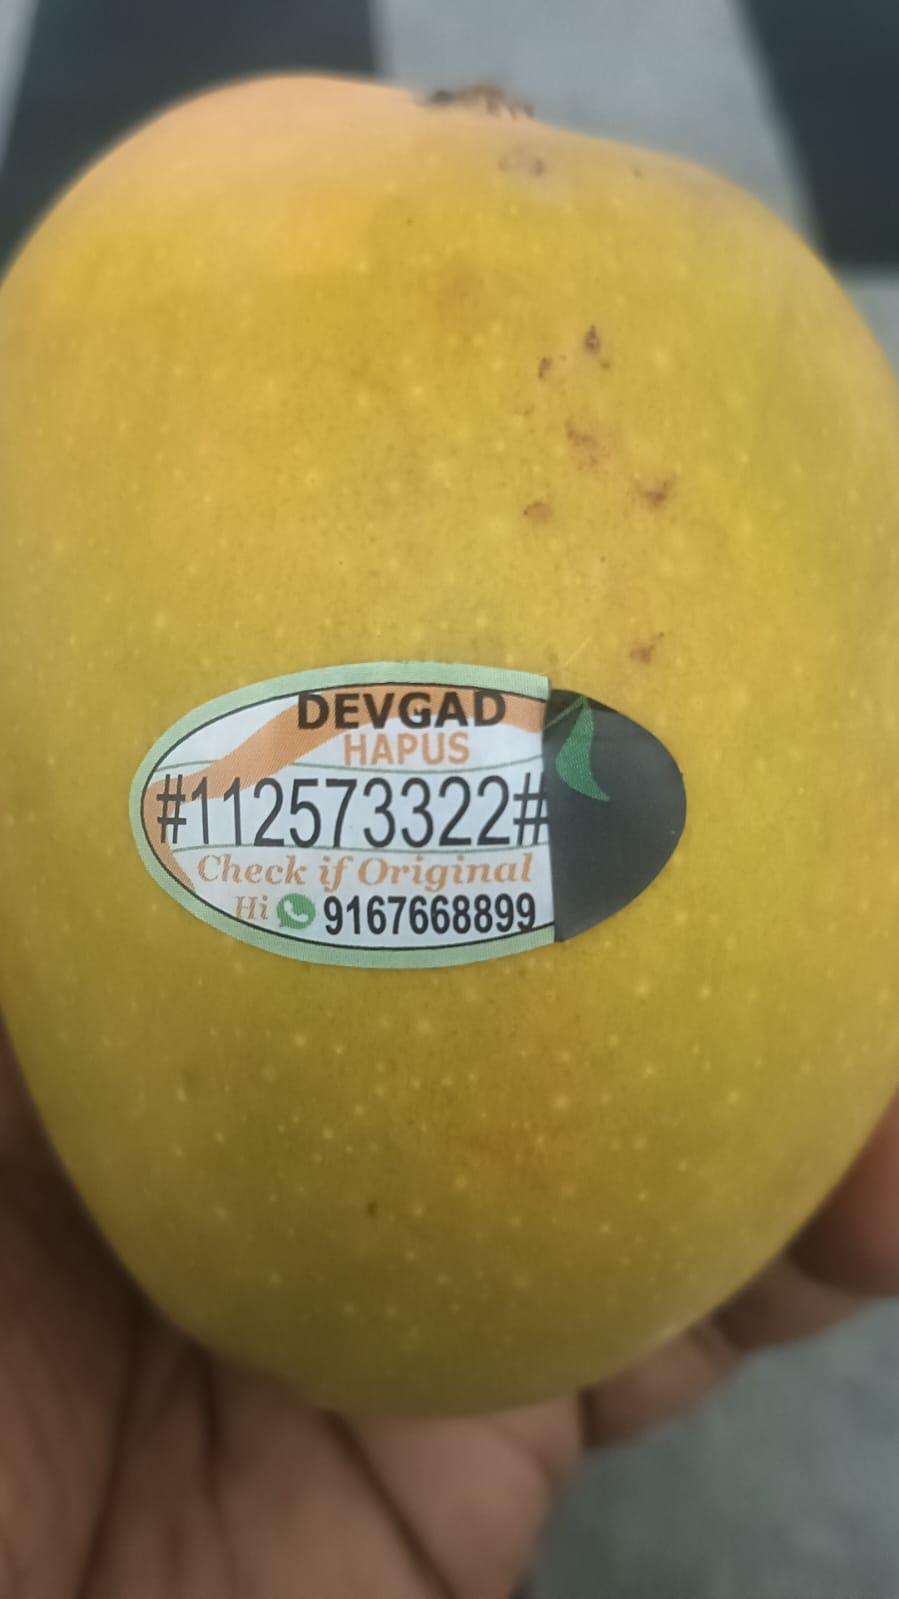 DEVGAD
HAPUS
#112573322#
Check if Original
Hi 9167668899